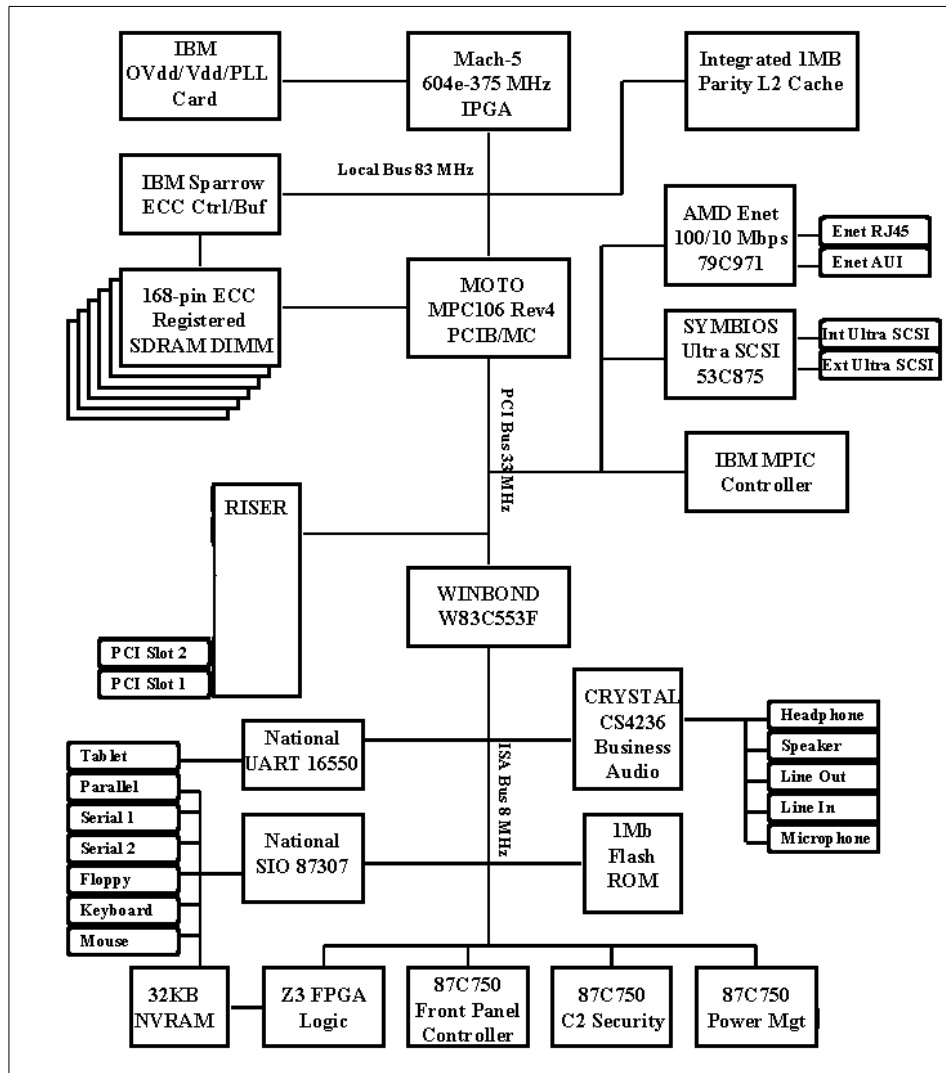 IBM
OVdd/Vdd/PLL
Card
Mach-5
604e-375 MHz
IPGA
Integrated 1MB
Parity L2 Cache
Local Bus 83 MHz
IBM Sparrow
ECC Ctrl/Buf
AMD Enet
100/10 Mbps
79C971
Enet RJ45
Enet AUI
168-pin ECC
Registered
SDRAM DIMM
MOTO
MPC106 Rev4
PCIB/MC
SYMBIOS
Ultra SCSI
53C875
Int Ultra SCSI
Ext Ultra SCSI
PCI Bus 33 MHz
IBM MPIC
Controller
RISER
WINBOND
W83C553F
PCI Slot 2
PCI Slot 1
CRYSTAL
CS4236
Business
Audio
Headphone
Speaker
Line Out
Line In
Microphone
National
UART 16550
Tablet
Parallel
Serial 1
Serial 2
Floppy
Keyboard
Mouse
ISA Bus 8 MHz
National
SIO 87307
1Mb
Flash
ROM
32KB
NVRAM
Z3 FPGA
Logic
87C750
Front Panel
Controller
87C750
C2 Security
87C750
Power Mgt